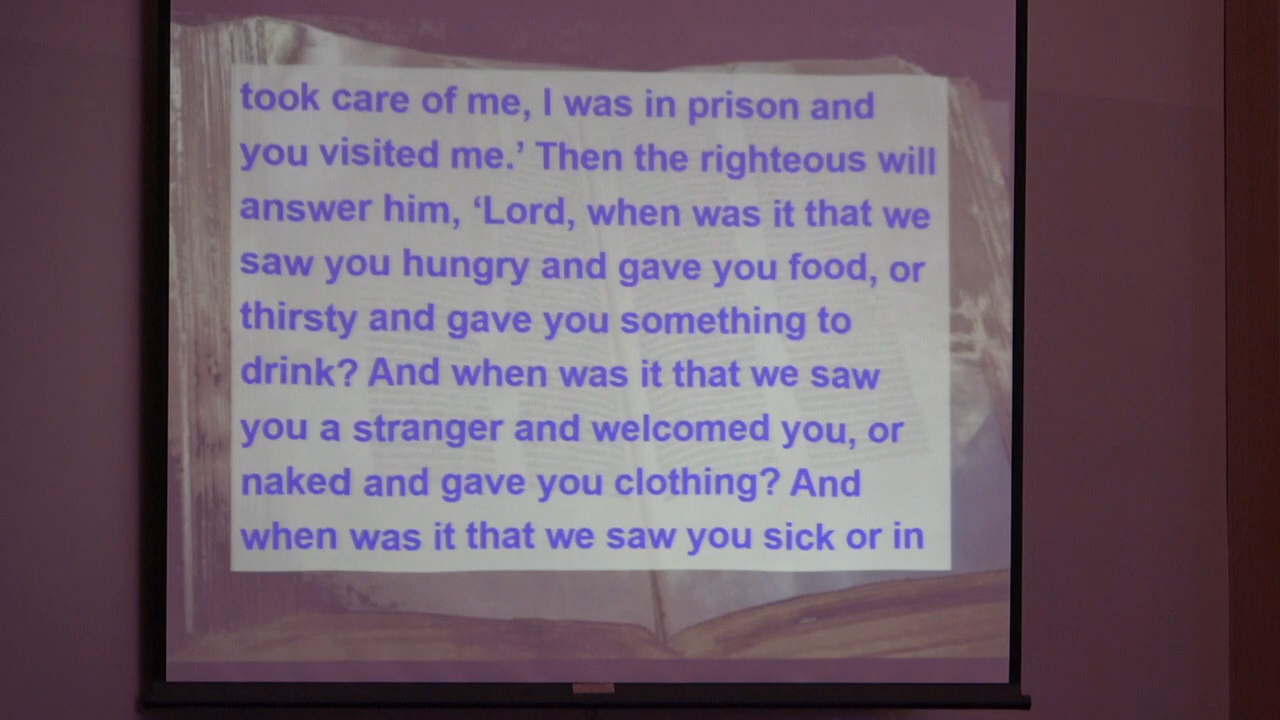 took care of me, I was in prison and
you visited me.’ Then the righteous will
answer him, ‘Lord, when was it that we
saw you hungry and gave you food, or
thirsty and gave you something to
drink? And when was it that we saw
you a stranger and welcomed you, or
naked and gave you clothing? And
when was it that we saw you sick or in